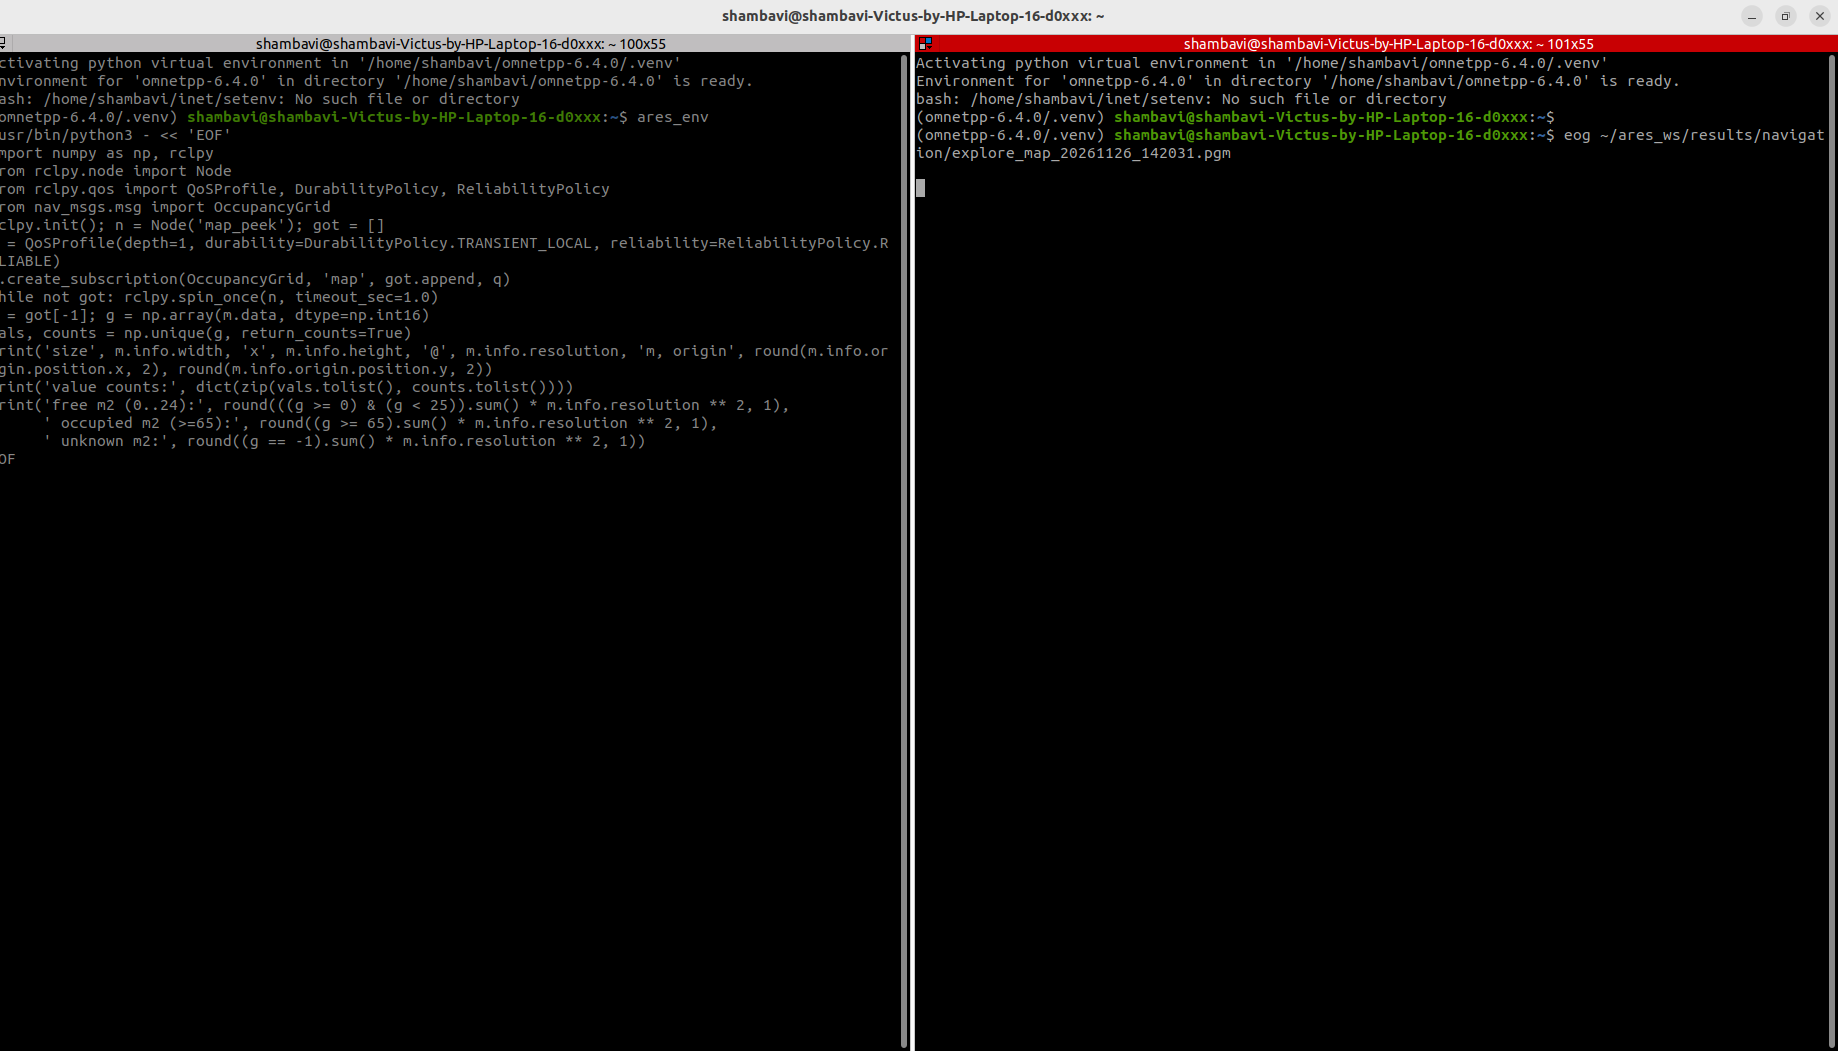 shambavi@shambavi-Victus-by-HP-Laptop-16-d0xxx: ~
shambavi@shambavi-Victus-by-HP-Laptop-16-d0xxx: ~ 100x55
ctivating python virtual environment in '/home/shambavi/omnetpp-6.4.0/.venv'
nvironment for 'omnetpp-6.4.0' in directory '/home/shambavi/omnetpp-6.4.0' is ready.
ash: /home/shambavi/inet/setenv: No such file or directory
omnetpp-6.4.0/.venv) shambavi@shambavi-Victus-by-HP-Laptop-16-d0xxx:~$ ares_env
usr/bin/python3 - << 'EOF'
mport numpy as np, rclpy
rom rclpy.node import Node
rom rclpy.qos import QoSProfile, DurabilityPolicy, ReliabilityPolicy
rom nav_msgs.msg import OccupancyGrid
clpy.init(); n = Node('map_peek'); got = []
 = QoSProfile(depth=1, durability=DurabilityPolicy.TRANSIENT_LOCAL, reliability=ReliabilityPolicy.R
LIABLE)
.create_subscription(OccupancyGrid, 'map', got.append, q)
hile not got: rclpy.spin_once(n, timeout_sec=1.0)
 = got[-1]; g = np.array(m.data, dtype=np.int16)
als, counts = np.unique(g, return_counts=True)
rint('size', m.info.width, 'x', m.info.height, '@', m.info.resolution, 'm, origin', round(m.info.or
gin.position.x, 2), round(m.info.origin.position.y, 2))
rint('value counts:', dict(zip(vals.tolist(), counts.tolist())))
rint('free m2 (0..24):', round(((g >= 0) & (g < 25)).sum() * m.info.resolution ** 2, 1),
     ' occupied m2 (>=65):', round((g >= 65).sum() * m.info.resolution ** 2, 1),
     ' unknown m2:', round((g == -1).sum() * m.info.resolution ** 2, 1))
OF
shambavi@shambavi-Victus-by-HP-Laptop-16-d0xxx: ~ 101x55
Activating python virtual environment in '/home/shambavi/omnetpp-6.4.0/.venv'
Environment for 'omnetpp-6.4.0' in directory '/home/shambavi/omnetpp-6.4.0' is ready.
bash: /home/shambavi/inet/setenv: No such file or directory
(omnetpp-6.4.0/.venv) shambavi@shambavi-Victus-by-HP-Laptop-16-d0xxx:~$
(omnetpp-6.4.0/.venv) shambavi@shambavi-Victus-by-HP-Laptop-16-d0xxx:~$ eog ~/ares_ws/results/navigat
ion/explore_map_20261126_142031.pgm